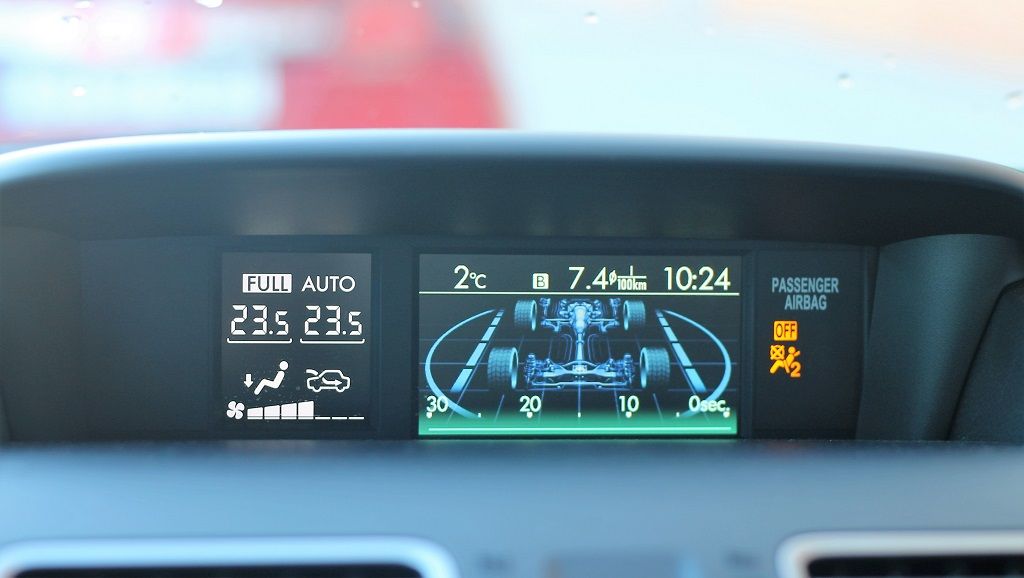 FULL AUTO
23.5 23.5
2°C B 7.4 ø l/100km 10:24
30 20 10 0sec.
PASSENGER
AIRBAG
OFF
2